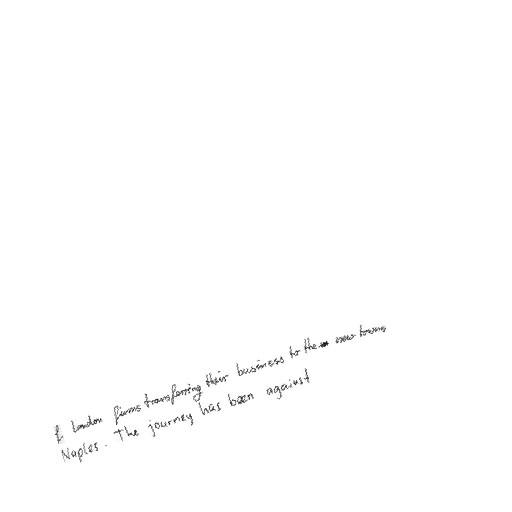 London firms transferring their business to the new towns
Naples. The journey has been against